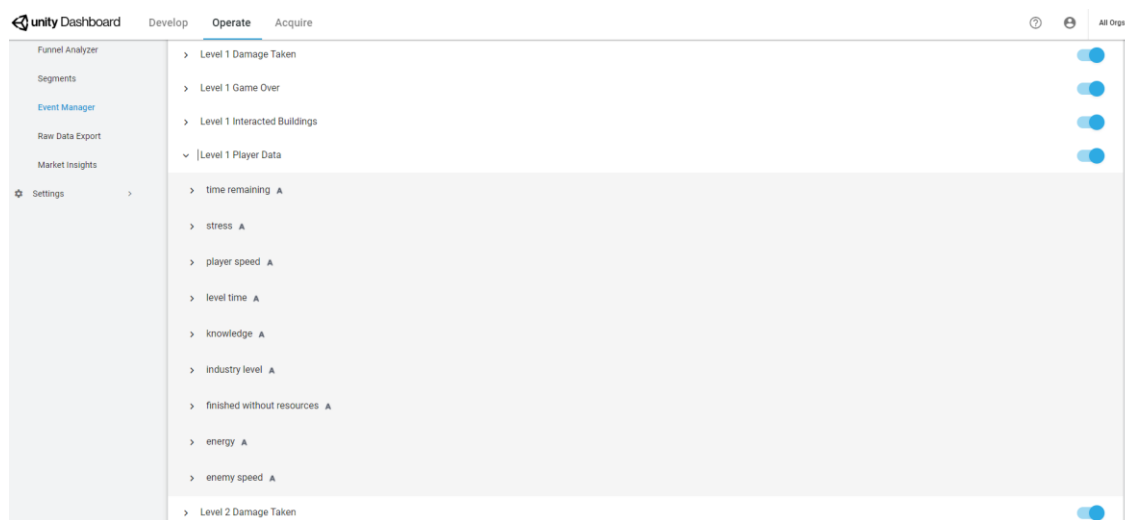 unity Dashboard Develop Operate Acquire All Orgs
Funnel Analyzer
Segments
Event Manager
Raw Data Export
Market Insights
Settings
Level 1 Damage Taken
Level 1 Game Over
Level 1 Interacted Buildings
Level 1 Player Data
time remaining A
stress A
player speed A
level time A
knowledge A
industry level A
finished without resources A
energy A
enemy speed A
Level 2 Damage Taken